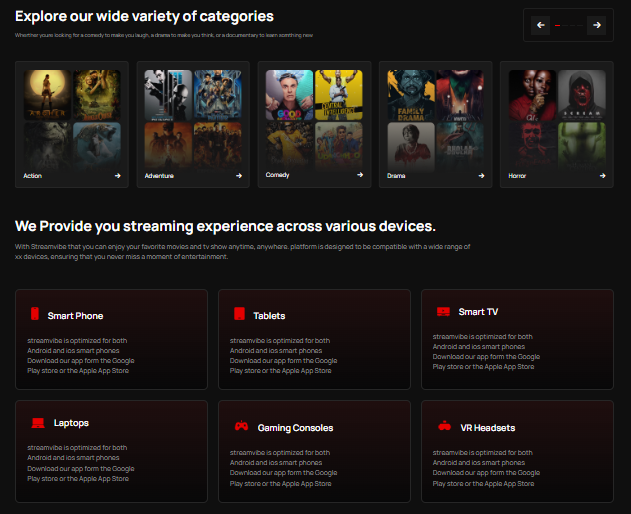 Explore our wide variety of categories
Wherther youre looking for a comedy to make you laugh, a drama to make you think, or a documentary to learn somthing new
Action
Adventure
Comedy
Drama
Horror
We Provide you streaming experience across various devices.
With Streamvibe that you can enjoy your favorite movies and tv show anytime, anywhere. platform is designed to be compatible with a wide range of
xx devices, ensuring that you never miss a moment of entertainment.
Smart Phone
streamvibe is optimized for both
Android and ios smart phones
Download our app form the Google
Play store or the Apple App Store
Tablets
streamvibe is optimized for both
Android and ios smart phones
Download our app form the Google
Play store or the Apple App Store
Smart TV
streamvibe is optimized for both
Android and ios smart phones
Download our app form the Google
Play store or the Apple App Store
Laptops
streamvibe is optimized for both
Android and ios smart phones
Download our app form the Google
Play store or the Apple App Store
Gaming Consoles
streamvibe is optimized for both
Android and ios smart phones
Download our app form the Google
Play store or the Apple App Store
VR Headsets
streamvibe is optimized for both
Android and ios smart phones
Download our app form the Google
Play store or the Apple App Store